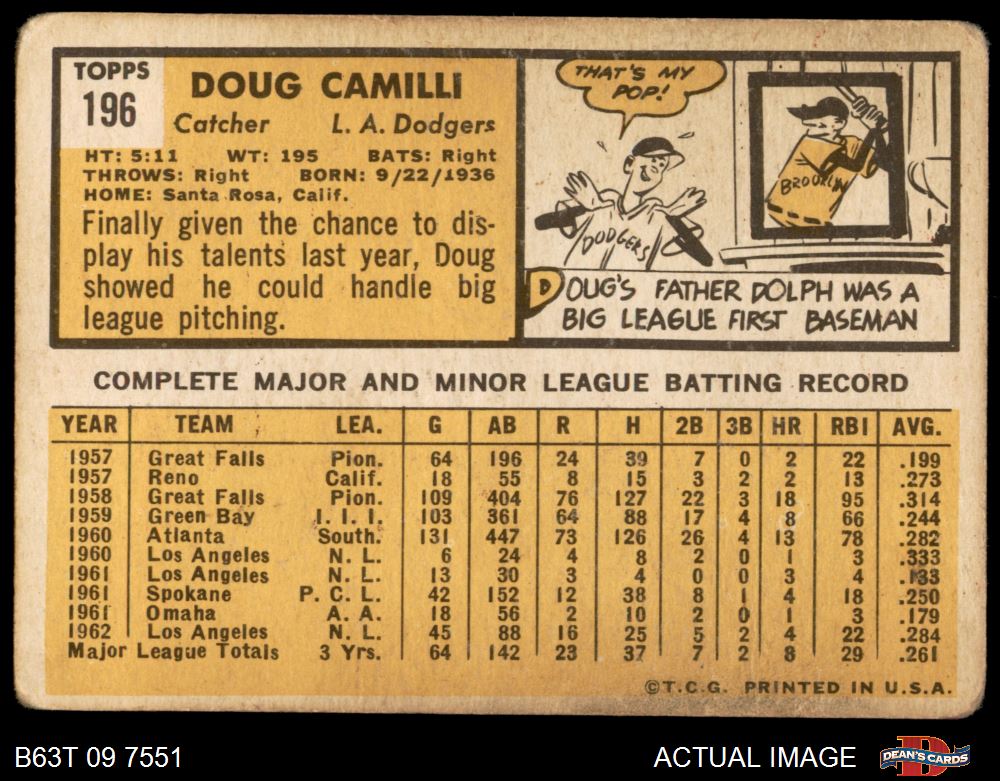 TOPPS
196
DOUG CAMILLI
Catcher L. A. Dodgers
HT: 5:11 WT: 195 BATS: Right
THROWS: Right BORN: 9/22/1936
HOME: Santa Rosa, Calif.
Finally given the chance to dis-
play his talents last year, Doug
showed he could handle big
league pitching.
THAT'S MY
POP!
DODGERS
BROOKLYN
DOUG'S FATHER DOLPH WAS A
BIG LEAGUE FIRST BASEMAN
COMPLETE MAJOR AND MINOR LEAGUE BATTING RECORD
YEAR TEAM LEA. G AB R H 2B 3B HR RBI AVG.
1957 Great Falls Pion. 64 196 24 39 7 0 2 22 .199
1957 Reno Calif. 18 55 8 15 3 2 2 13 .273
1958 Great Falls Pion. 109 404 76 127 22 3 18 95 .314
1959 Green Bay I. I. I. 103 361 64 88 17 4 8 66 .244
1960 Atlanta South. 131 447 73 126 26 4 13 78 .282
1960 Los Angeles N. L. 6 24 4 8 2 0 1 3 .333
1961 Los Angeles N. L. 13 30 3 4 0 0 3 4 .133
1961 Spokane P. C. L. 42 152 12 38 8 1 4 18 .250
1961 Omaha A. A. 18 56 2 10 2 0 1 3 .179
1962 Los Angeles N. L. 45 88 16 25 5 2 4 22 .284
Major League Totals 3 Yrs. 64 142 23 37 7 2 8 29 .261
©T.C.G. PRINTED IN U.S.A.
B63T 09 7551 ACTUAL IMAGE DEAN'S CARDS